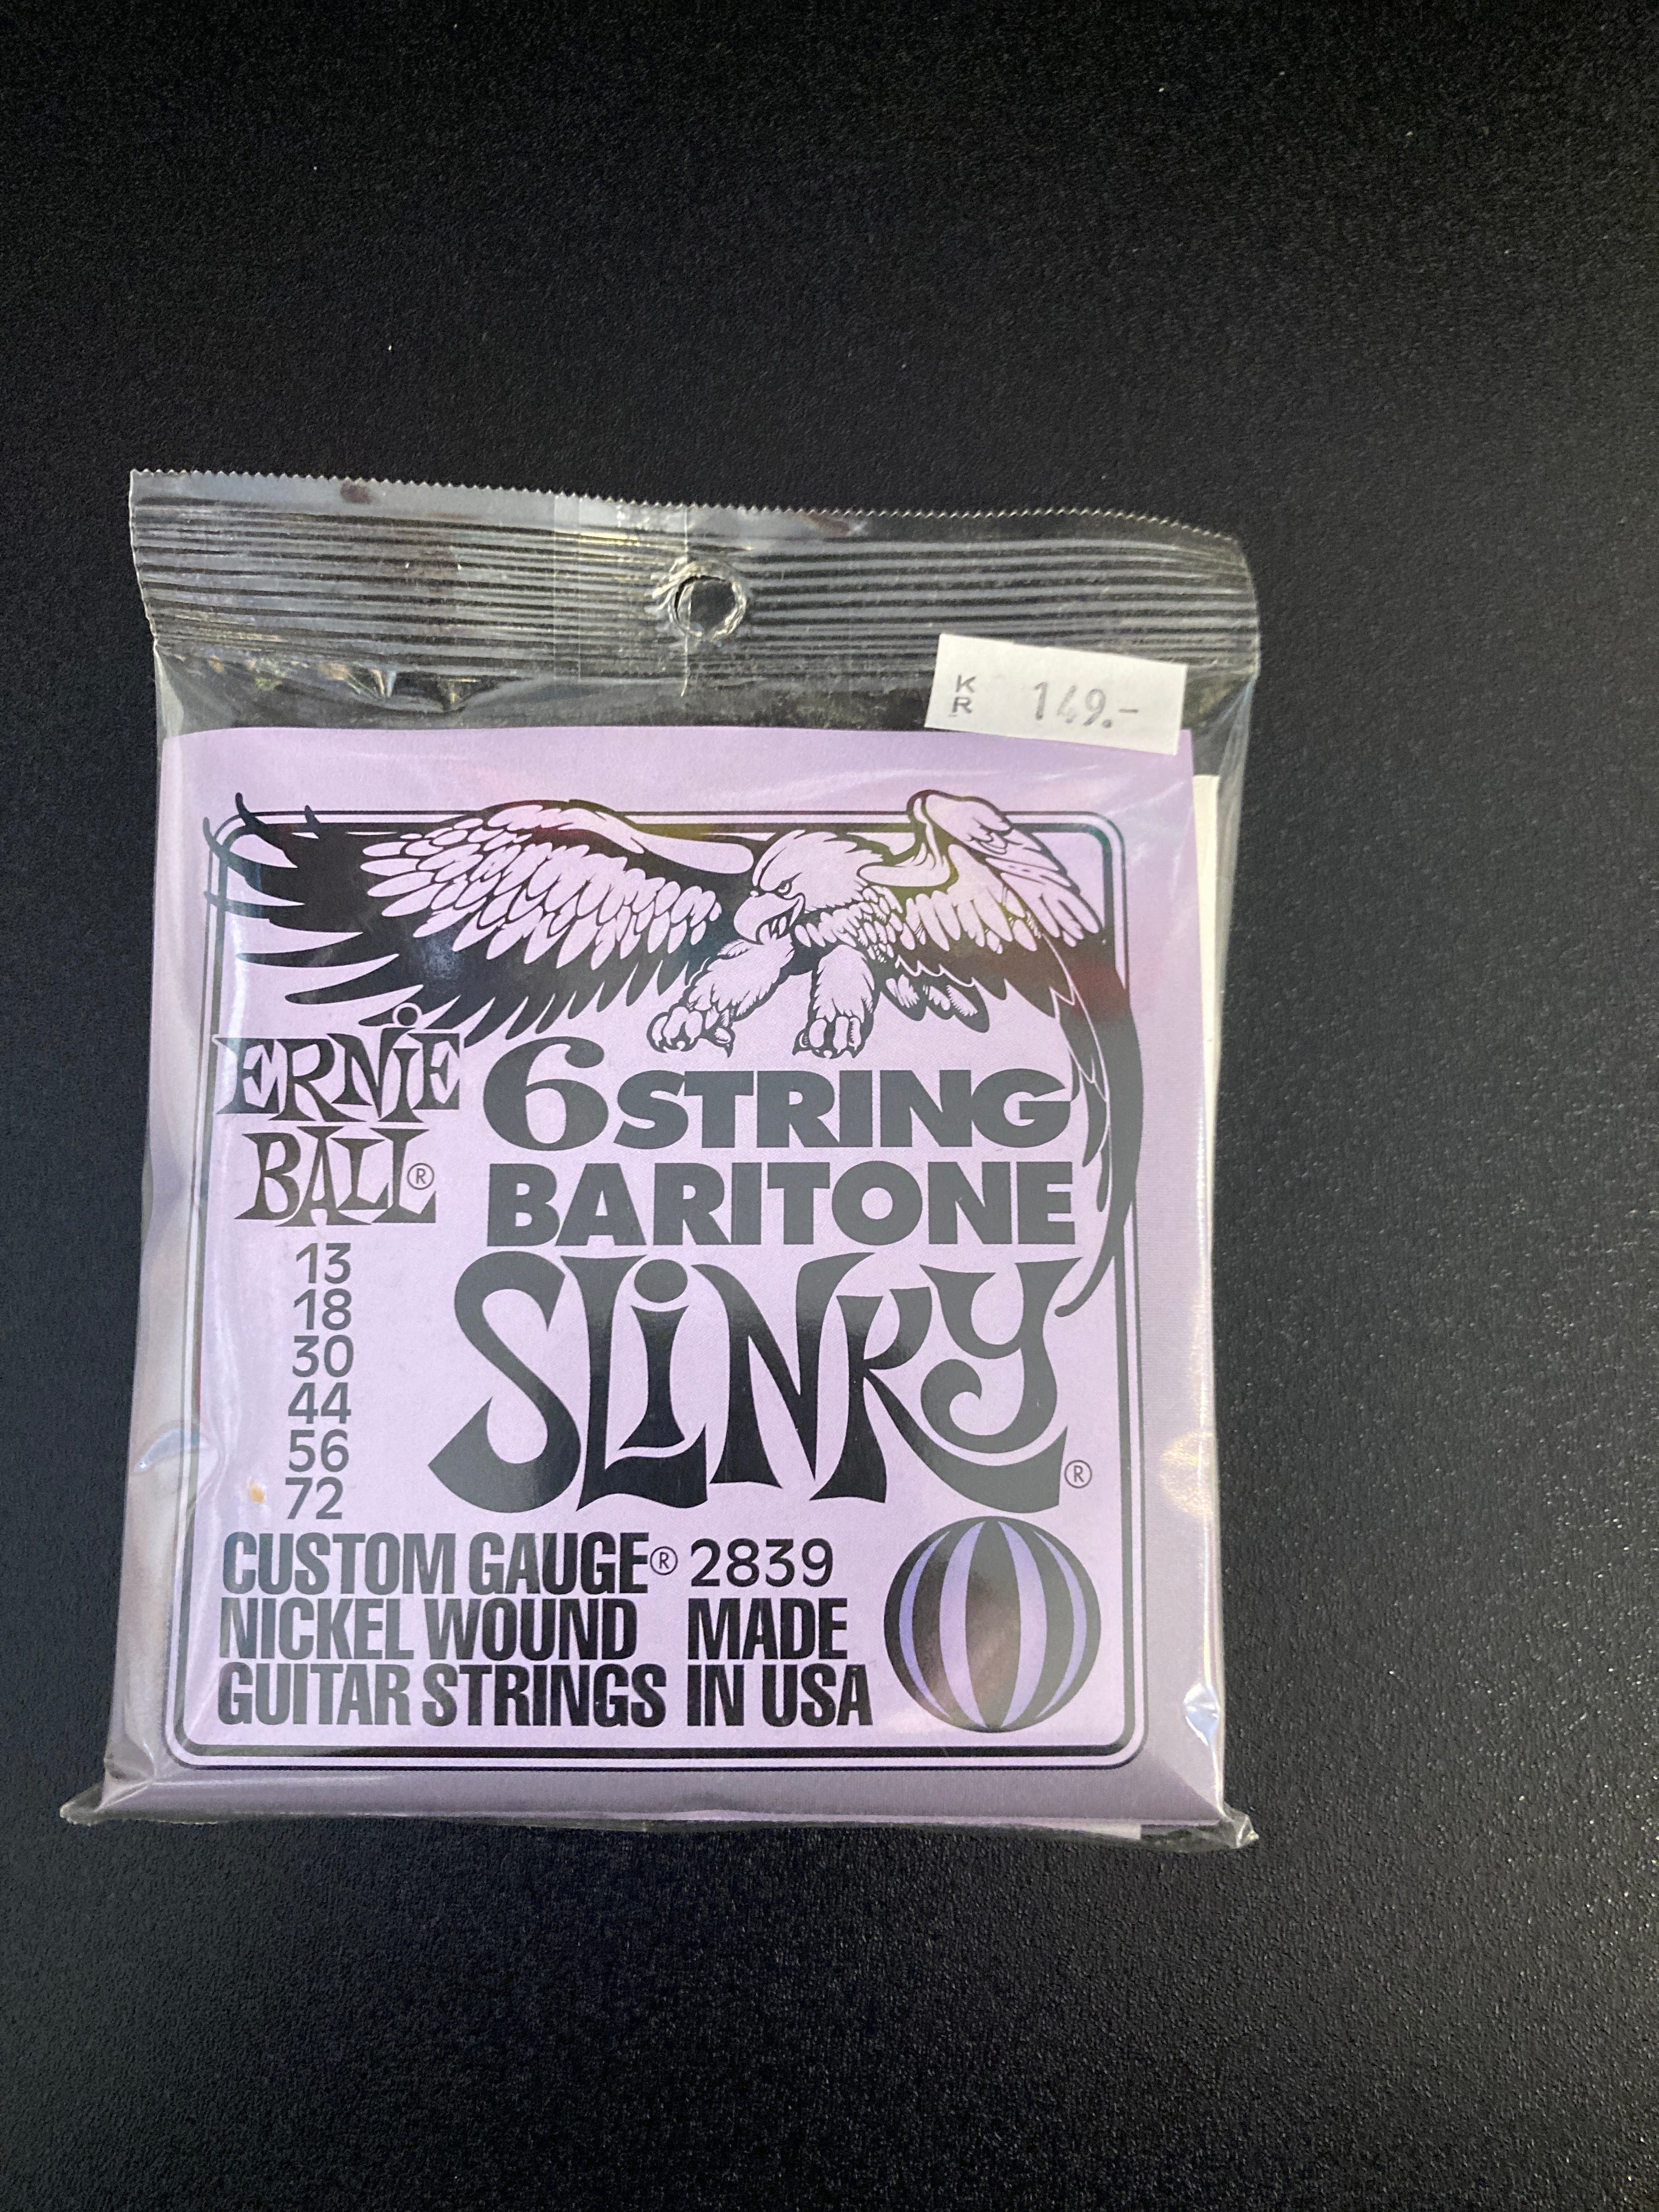 KR 149.-
ERNIE BALL®
6 STRING
BARITONE
SLINKY®
13
18
30
44
56
72
CUSTOM GAUGE® 2839
NICKEL WOUND MADE
GUITAR STRINGS IN USA